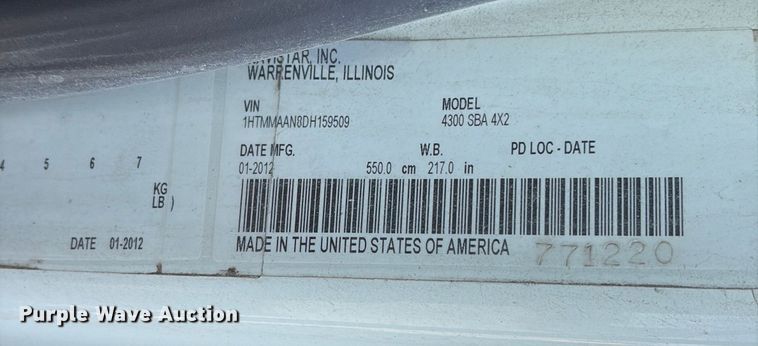 INC.
WARRENVILLE, ILLINOIS
VIN MODEL
1HTMMAAN8DH159509 4300 SBA 4X2
DATE MFG. W.B. PD LOC - DATE
01-2012 550.0 cm 217.0 in
4 5 6 7
KG
LB )
DATE 01-2012
MADE IN THE UNITED STATES OF AMERICA 771220
Purple Wave Auction